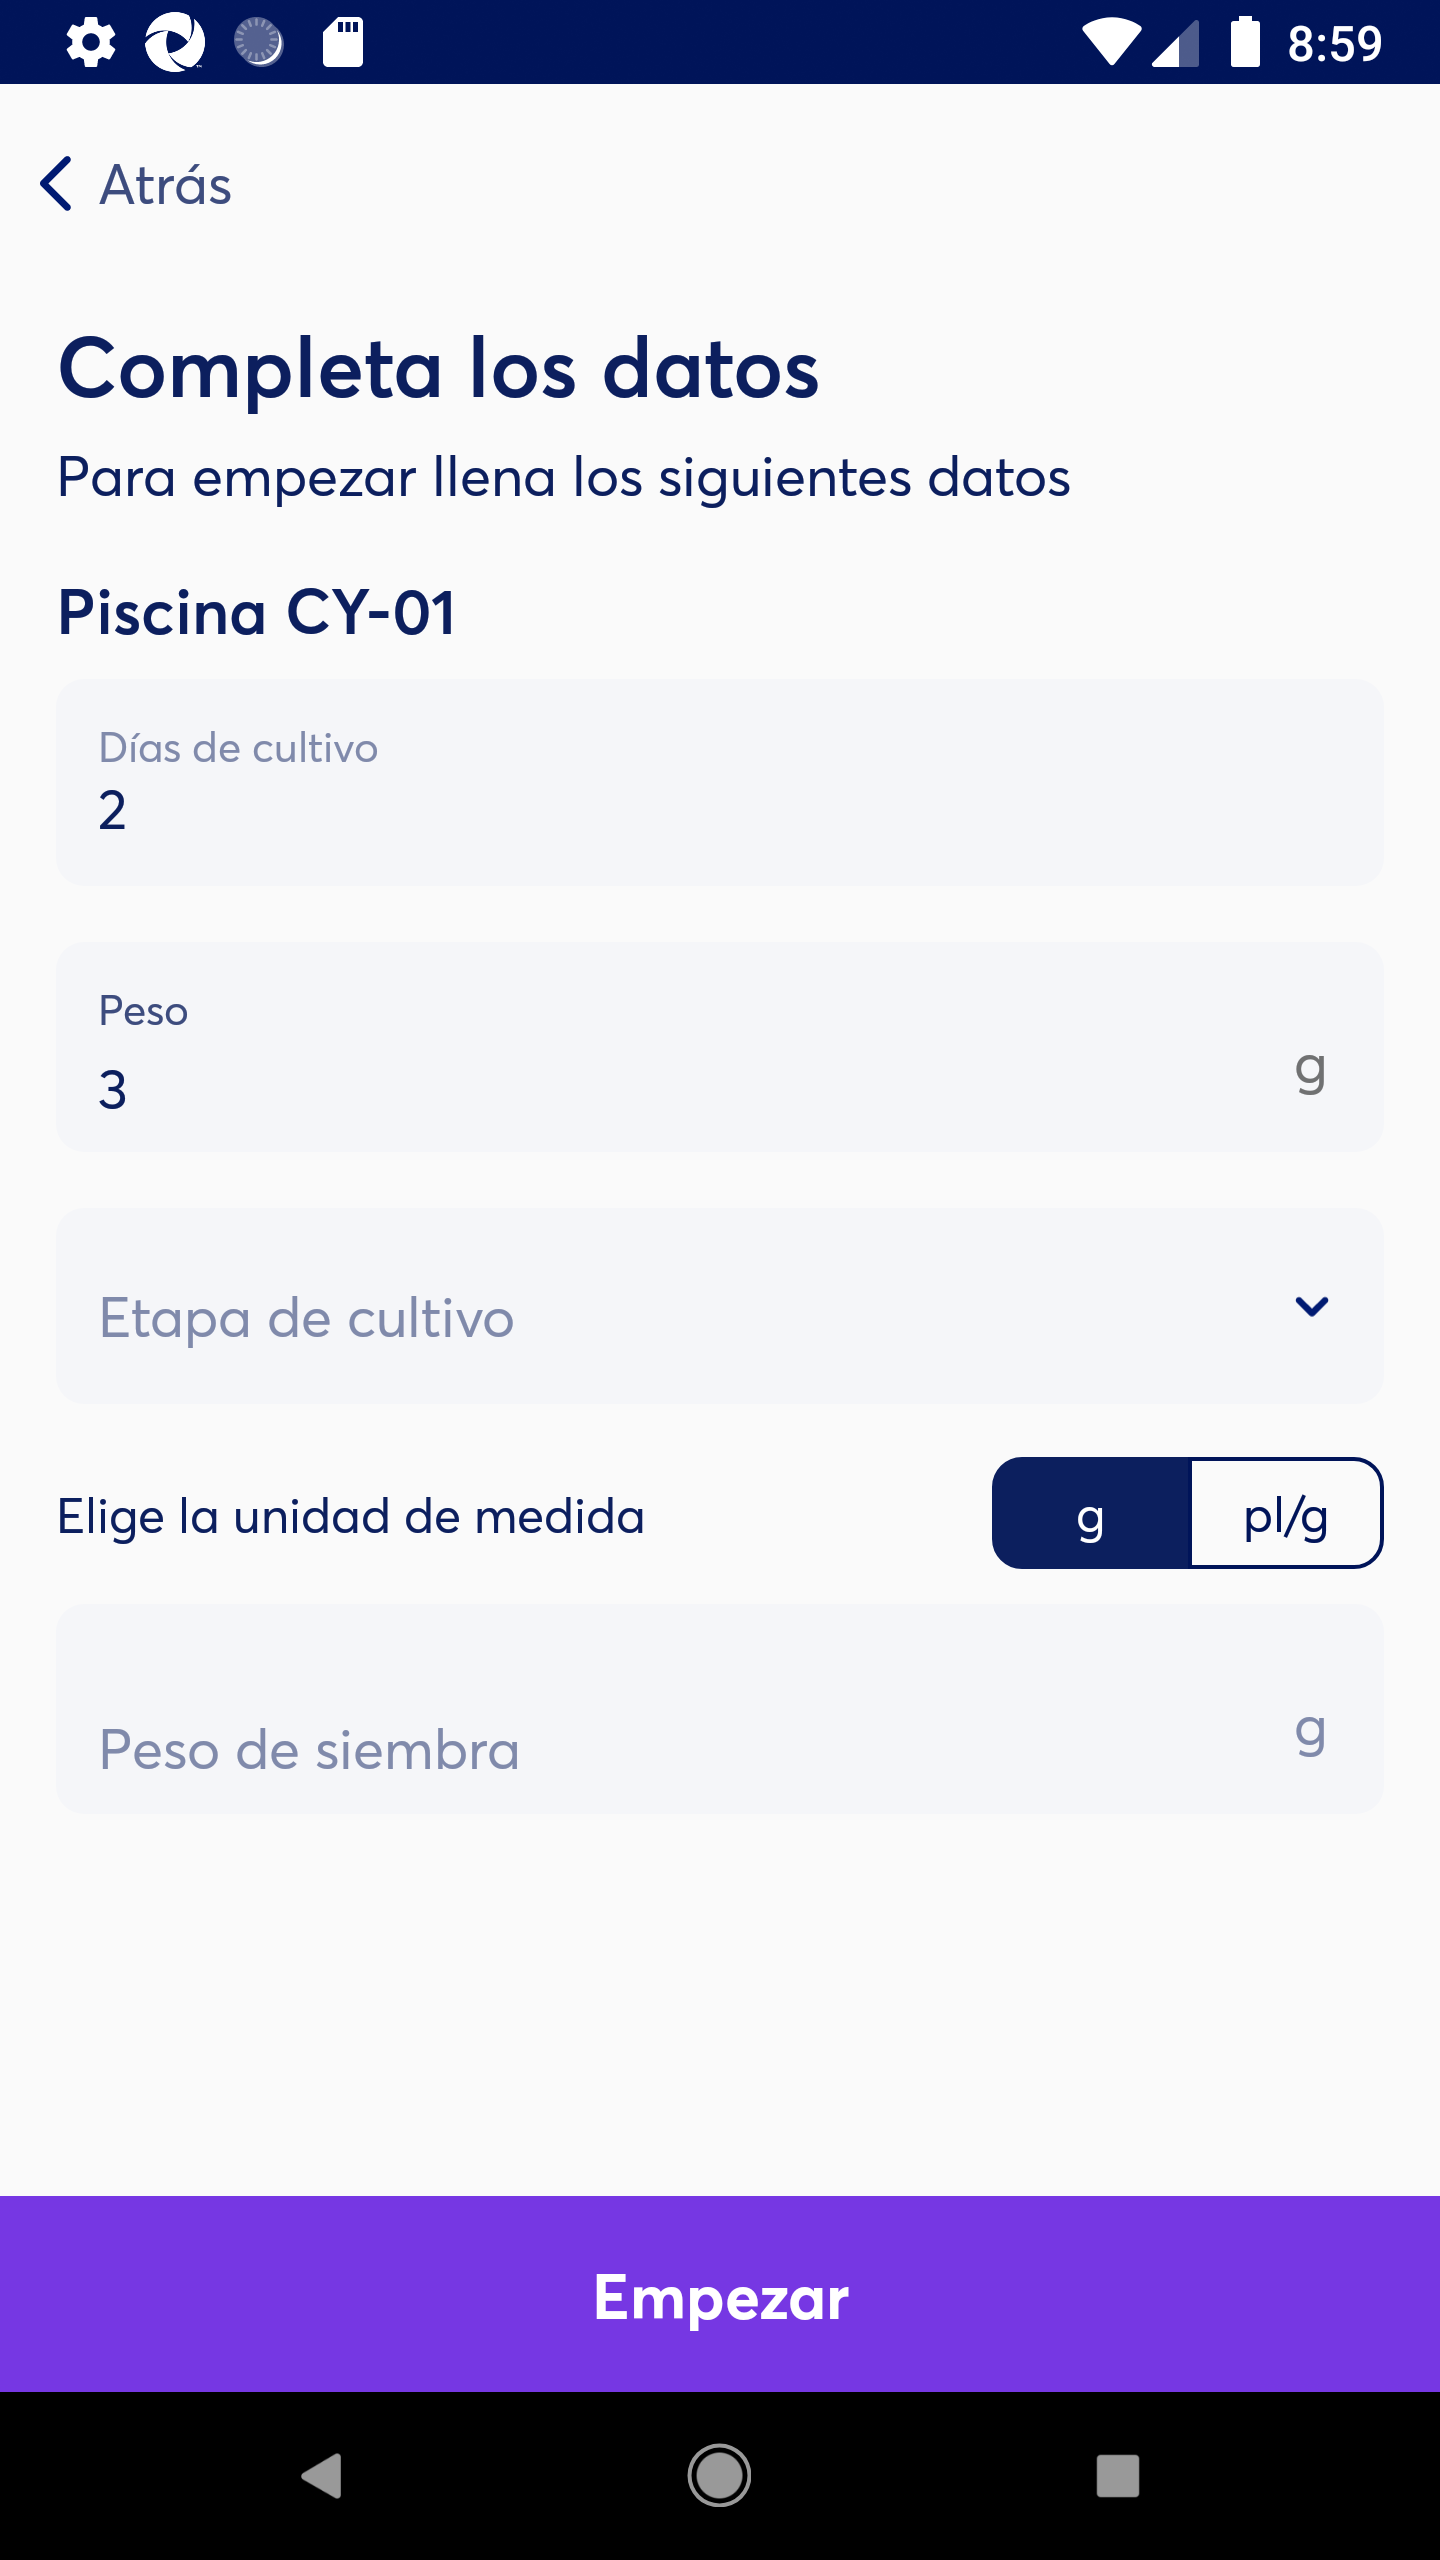 8:59
Atrás
Completa los datos
Para empezar llena los siguientes datos
Piscina CY-01
Días de cultivo
2
Peso
3
g
Etapa de cultivo
Elige la unidad de medida
g
pl/g
Peso de siembra
g
Empezar